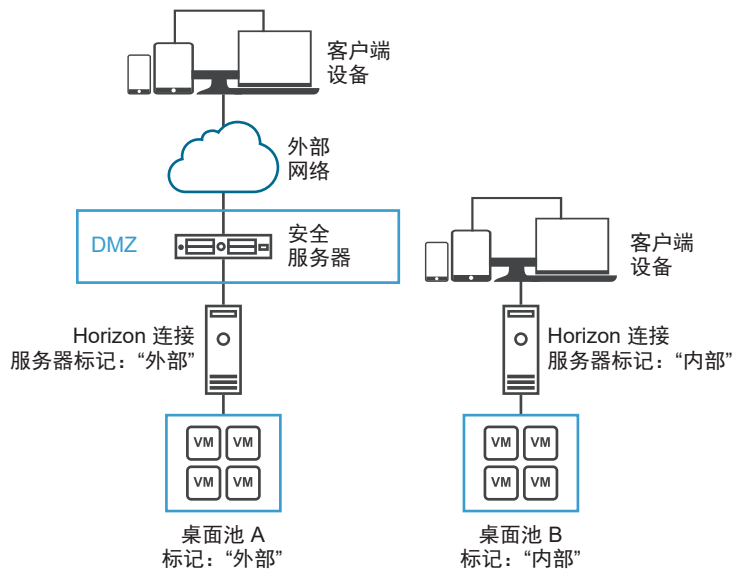 客户端
设备
外部
网络
DMZ
安全
服务器
客户端
设备
Horizon 连接
服务器标记：“外部”
Horizon 连接
服务器标记：“内部”
VM VM
VM VM
VM VM
VM VM
桌面池 A
标记：“外部”
桌面池 B
标记：“内部”